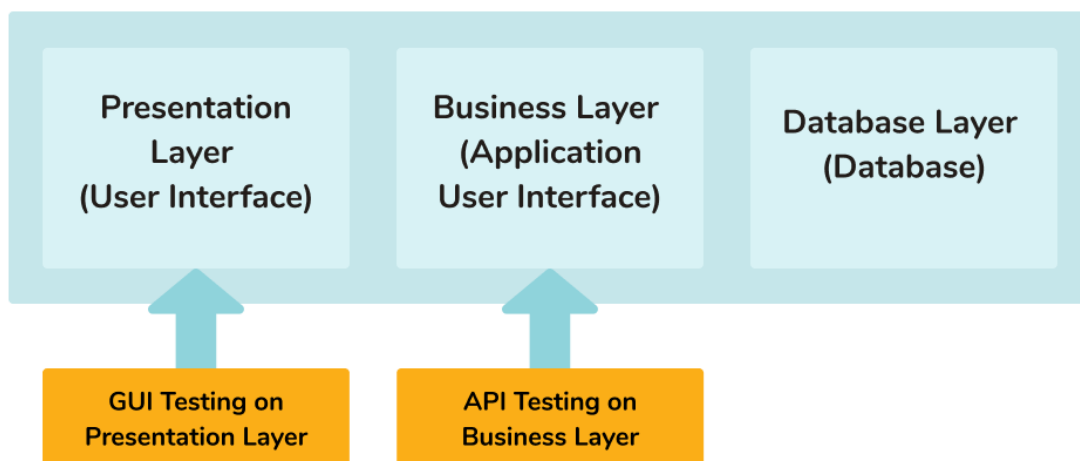 Presentation
Layer
(User Interface)
Business Layer
(Application
User Interface)
Database Layer
(Database)
GUI Testing on
Presentation Layer
API Testing on
Business Layer